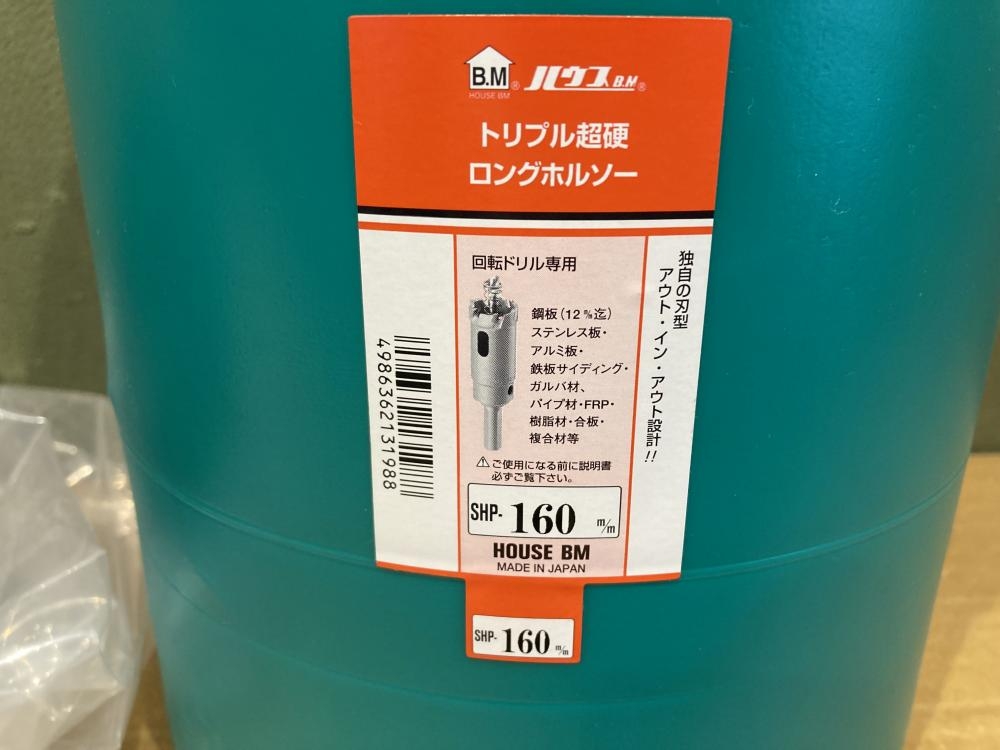 B.M® ハウスB.M®
HOUSE BM
トリプル超硬
ロングホルソー
回転ドリル専用
鋼板(12㎜迄)
ステンレス板・
アルミ板・
鉄板サイディング・
ガルバ材、
パイプ材・FRP・
樹脂材・合板・
複合材等
⚠ご使用になる前に説明書
必ずご覧下さい。
SHP- 160 m/m
HOUSE BM
MADE IN JAPAN
独自の刃型
アウト・イン・アウト設計!!
4986362131988
SHP- 160 m/m